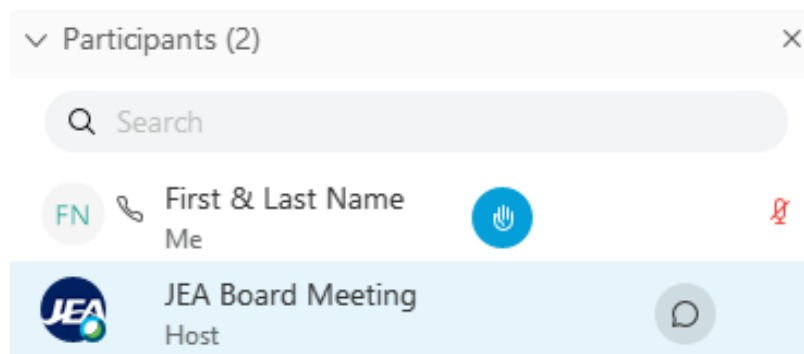 Participants (2)
Search
FN First & Last Name
Me
JEA JEA Board Meeting
Host